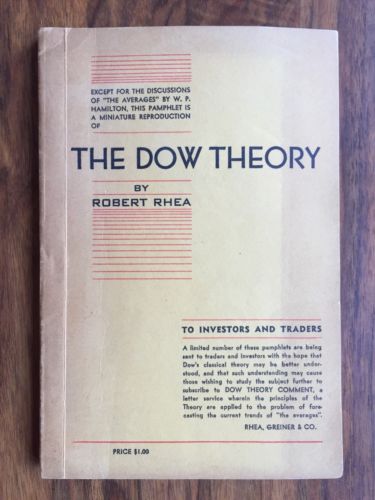 EXCEPT FOR THE DISCUSSIONS
OF "THE AVERAGES" BY W. P.
HAMILTON, THIS PAMPHLET IS
A MINIATURE REPRODUCTION
OF
THE DOW THEORY
BY
ROBERT RHEA
TO INVESTORS AND TRADERS
A limited number of these pamphlets are being
sent to traders and investors with the hope that
Dow's classical theory may be better under-
stood, and that such understanding may cause
those wishing to study the subject further to
subscribe to DOW THEORY COMMENT, a
letter service wherein the principles of the
Theory are applied to the problem of fore-
casting the current trends of "the averages".
RHEA, GREINER & CO.
PRICE $1.00